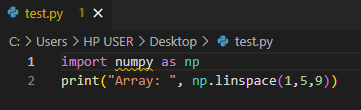 test.py 1 ×
C: > Users > HP USER > Desktop > test.py
1 import numpy as np
2 print("Array: ", np.linspace(1,5,9))